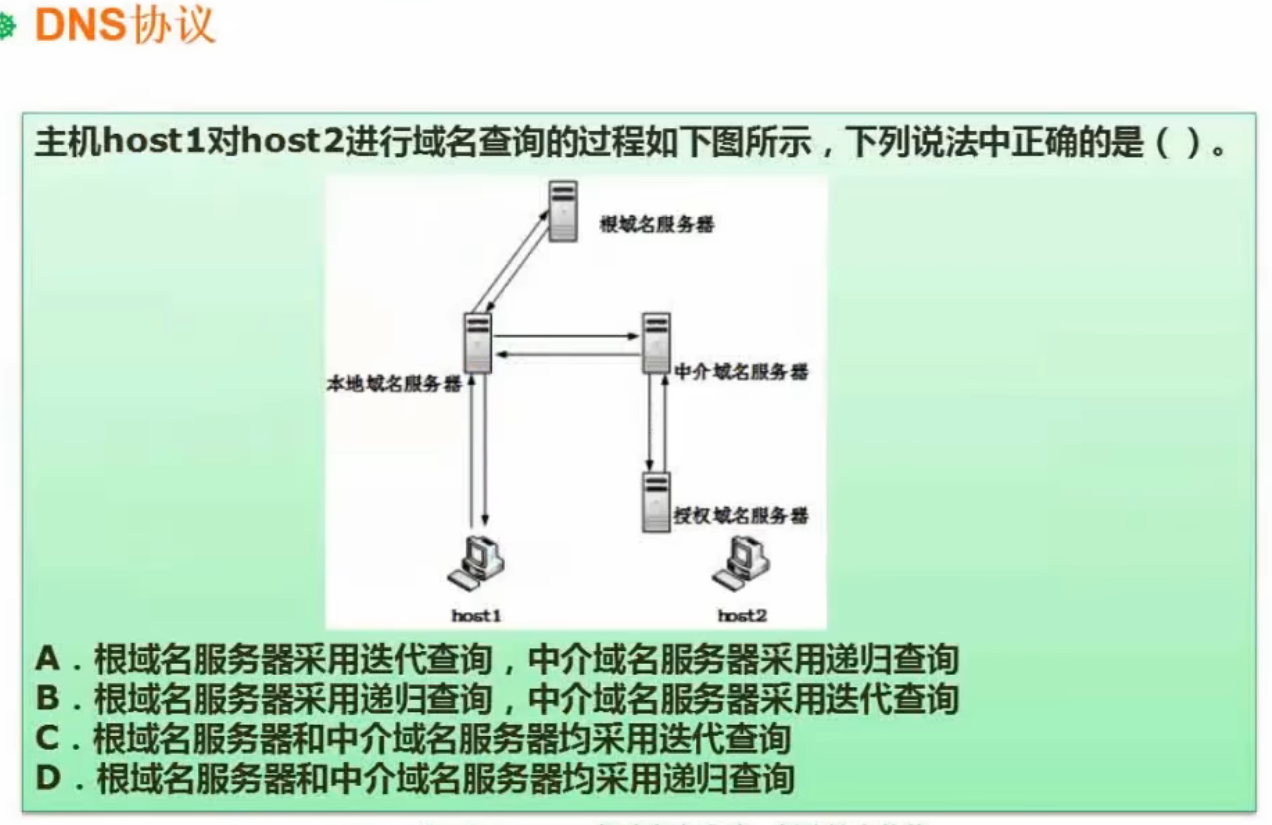 DNS协议
主机host1对host2进行域名查询的过程如下图所示，下列说法中正确的是（ ）。
根域名服务器
本地域名服务器
中介域名服务器
授权域名服务器
host1
host2
A．根域名服务器采用迭代查询，中介域名服务器采用递归查询
B．根域名服务器采用递归查询，中介域名服务器采用迭代查询
C．根域名服务器和中介域名服务器均采用迭代查询
D．根域名服务器和中介域名服务器均采用递归查询